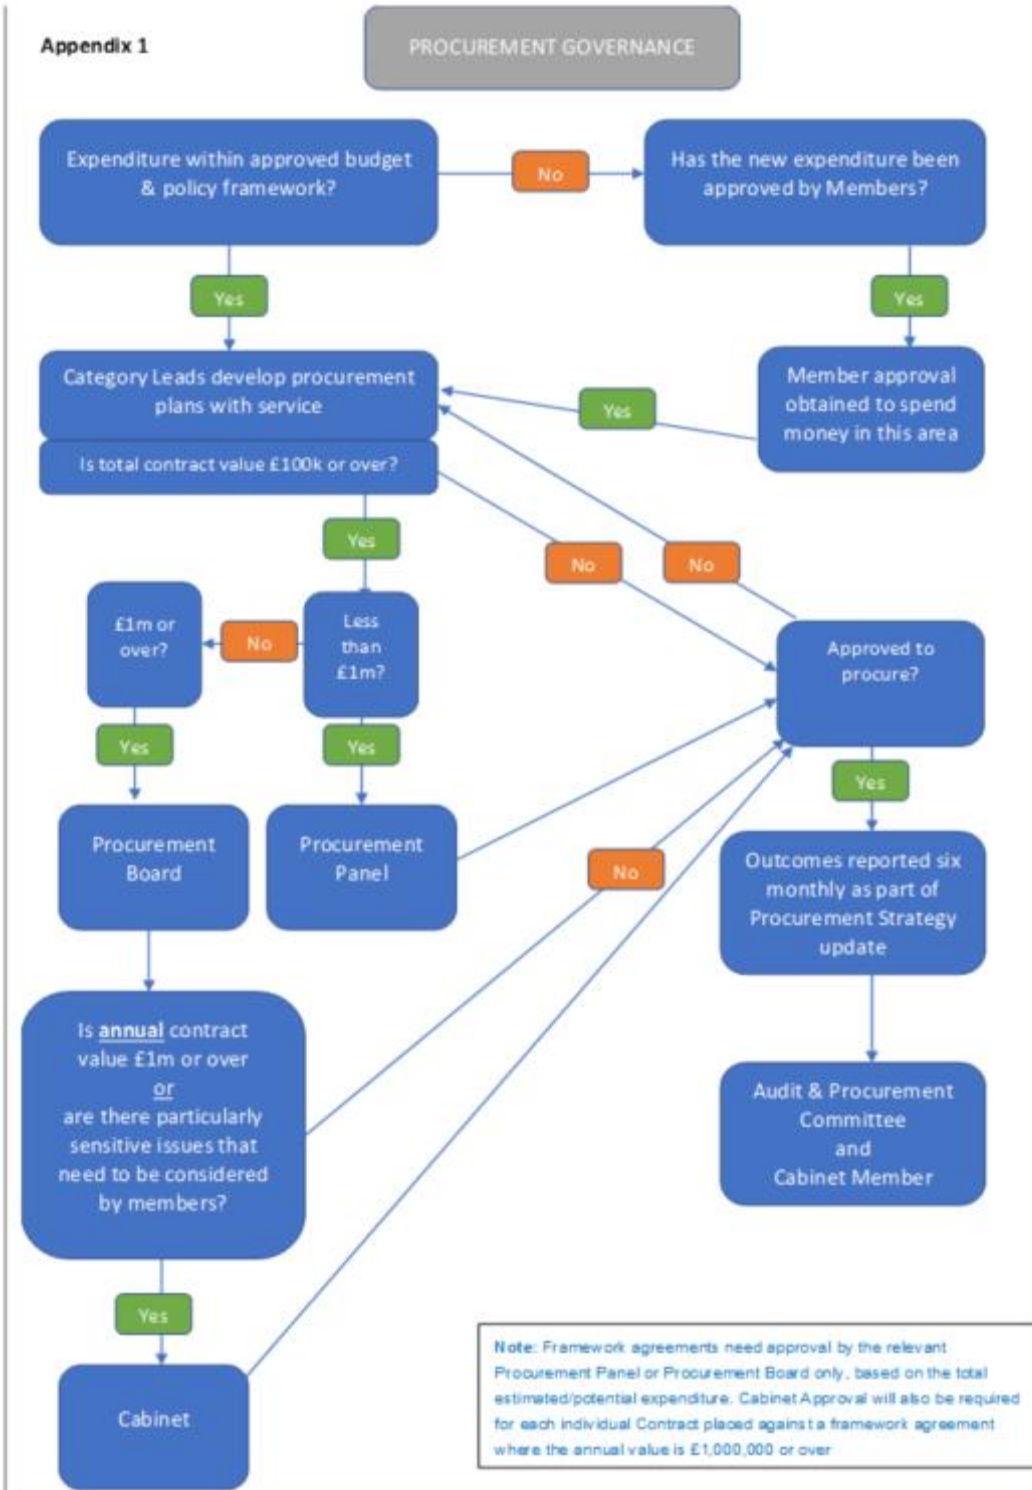 Appendix 1
PROCUREMENT GOVERNANCE
Expenditure within approved budget
& policy framework?
No
Has the new expenditure been
approved by Members?
Yes
Yes
Category Leads develop procurement
plans with service
Yes
Member approval
obtained to spend
money in this area
Is total contract value £100k or over?
Yes
No
No
£1m or
over?
No
Less
than
£1m?
Approved to
procure?
Yes
Yes
Yes
Procurement
Board
Procurement
Panel
No
Outcomes reported six
monthly as part of
Procurement Strategy
update
Is annual contract
value £1m or over
or
are there particularly
sensitive issues that
need to be considered
by members?
Audit & Procurement
Committee
and
Cabinet Member
Yes
Cabinet
Note: Framework agreements need approval by the relevant
Procurement Panel or Procurement Board only, based on the total
estimated/potential expenditure. Cabinet Approval will also be required
for each individual Contract placed against a framework agreement
where the annual value is £1,000,000 or over